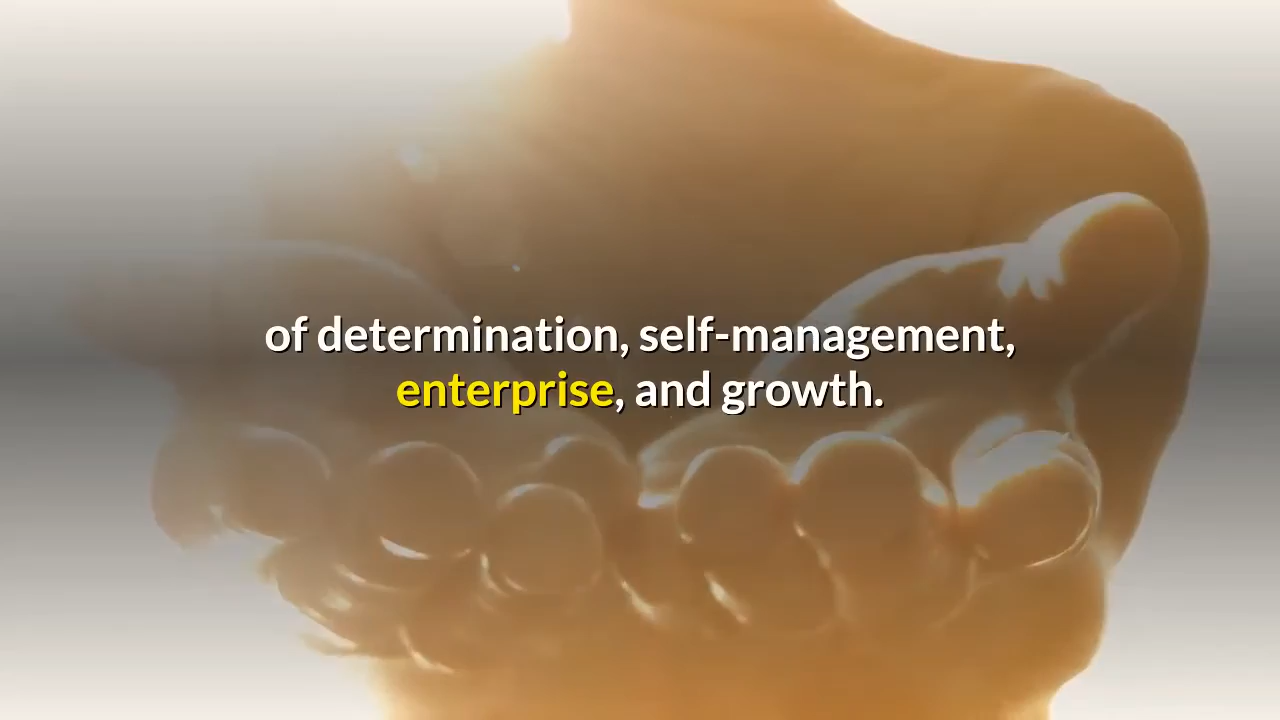 of determination, self-management,
enterprise, and growth.